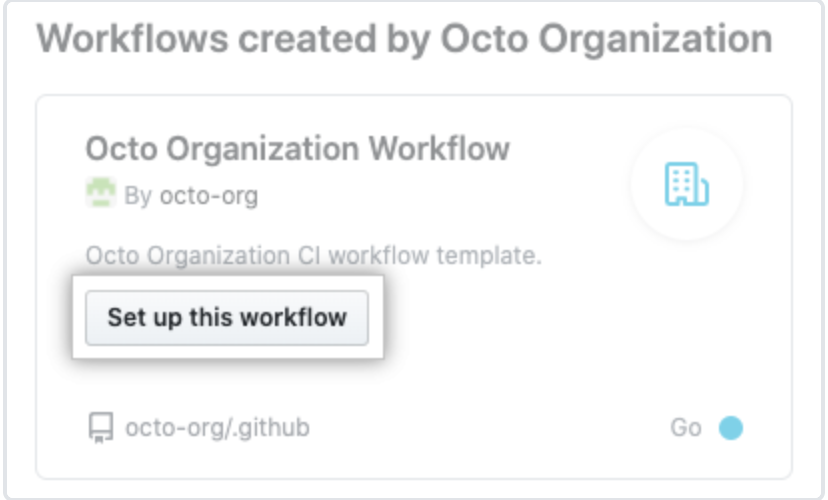 Workflows created by Octo Organization
Octo Organization Workflow
By octo-org
Octo Organization CI workflow template.
Set up this workflow
octo-org/.github
Go